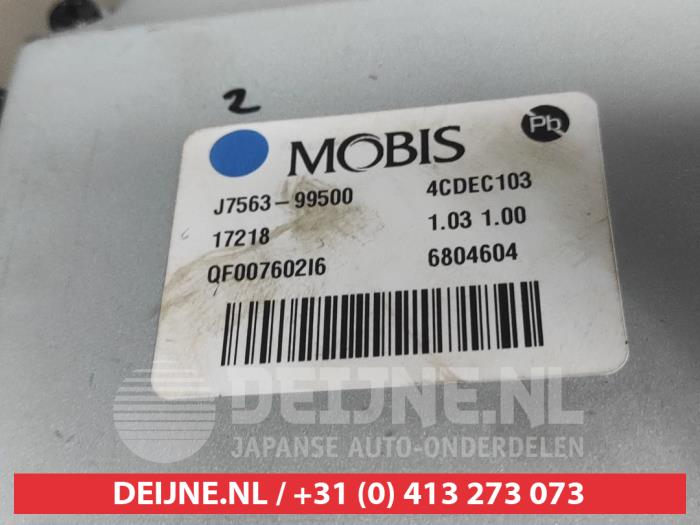 2
MOBIS
Pb
J7563-99500 4CDEC103
17218 1.03 1.00
QF007602I6 6804604
DEIJNE.NL
JAPANSE AUTO-ONDERDELEN
DEIJNE.NL / +31 (0) 413 273 073